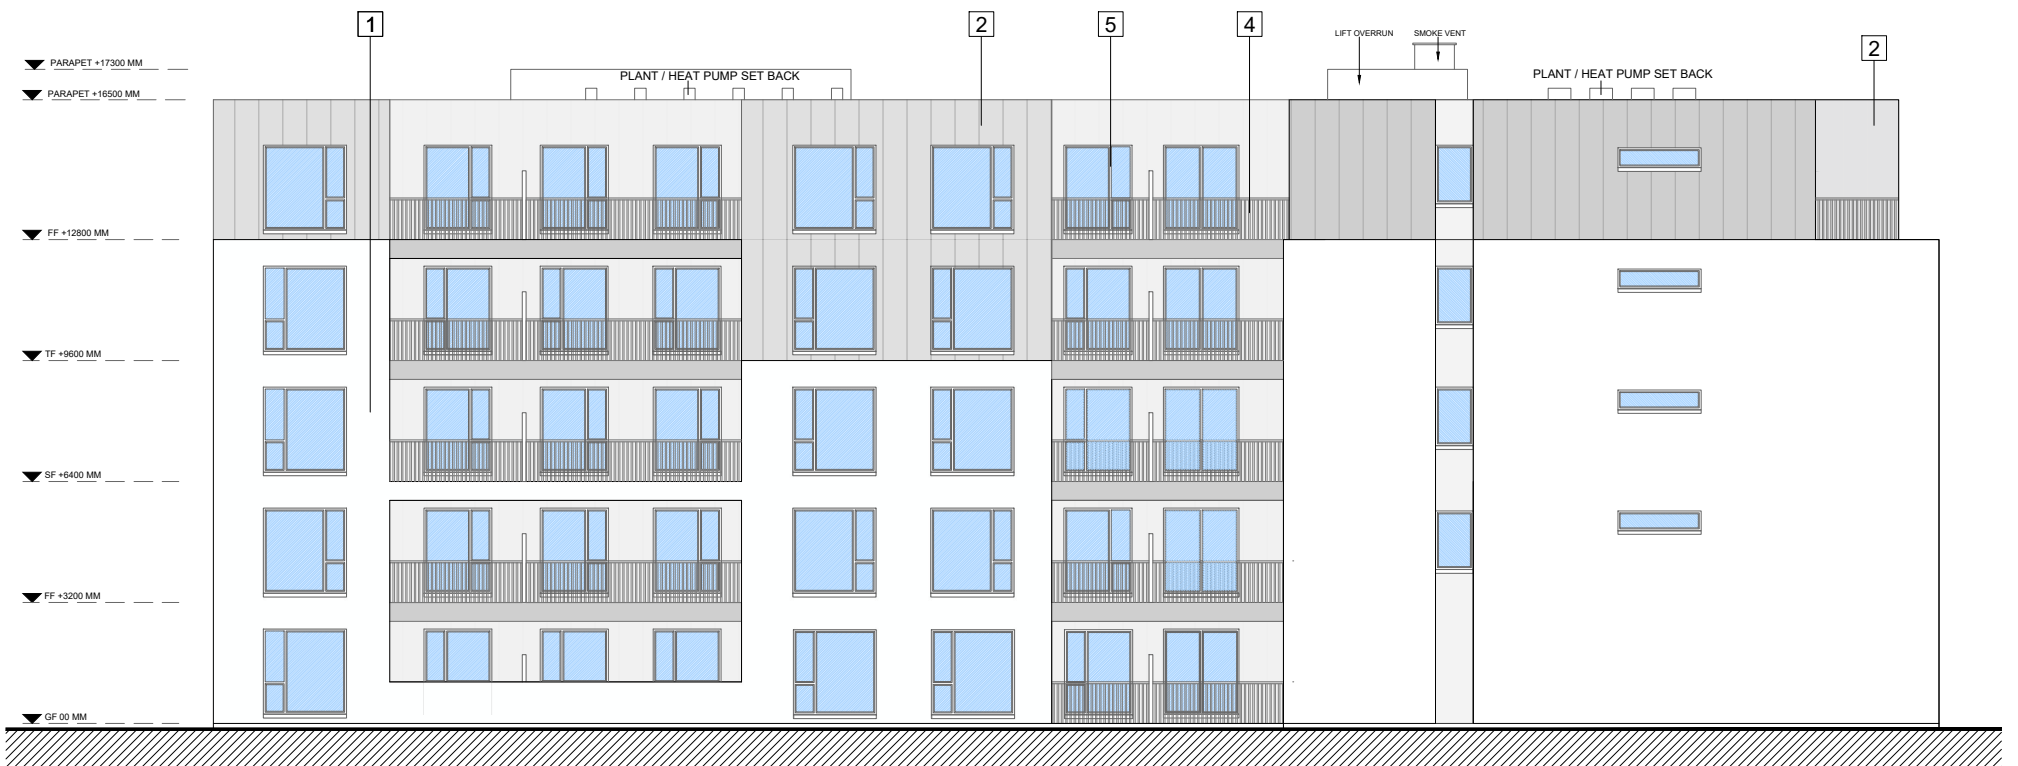 1
2
5
4
LIFT OVERRUN
SMOKE VENT
2
PARAPET +17300 MM
PLANT / HEAT PUMP SET BACK
PLANT / HEAT PUMP SET BACK
PARAPET +16500 MM
FF +12800 MM
TF +9600 MM
SF +6400 MM
FF +3200 MM
GF 00 MM